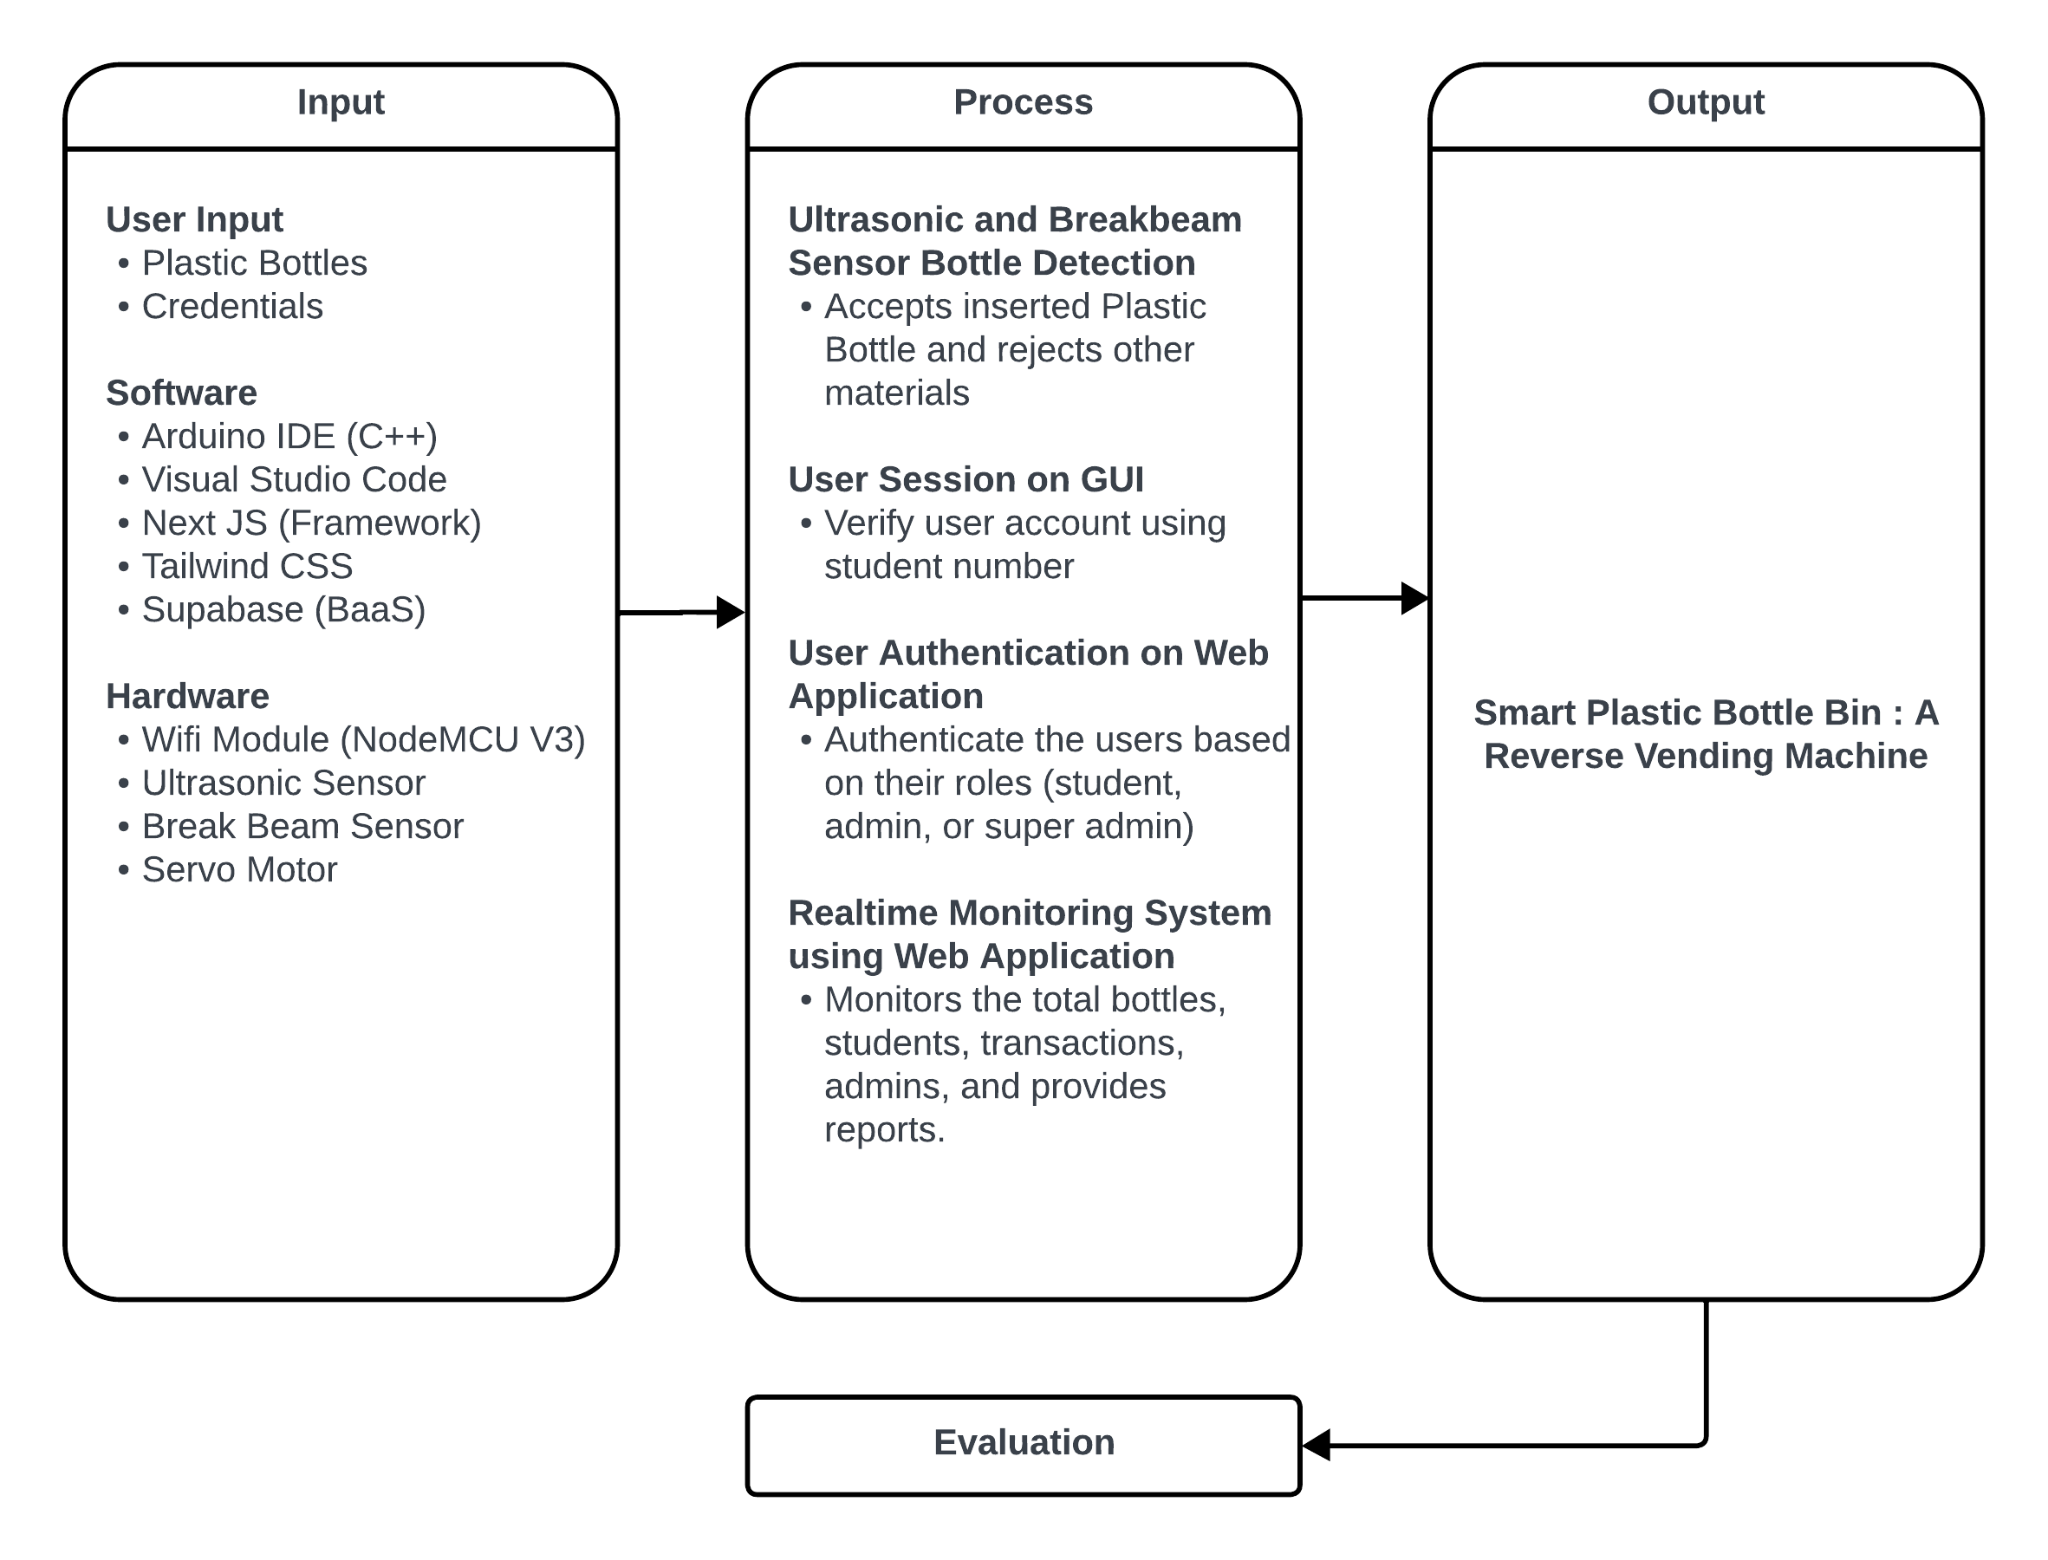 Input
User Input
• Plastic Bottles
• Credentials
Software
• Arduino IDE (C++)
• Visual Studio Code
• Next JS (Framework)
• Tailwind CSS
• Supabase (BaaS)
Hardware
• Wifi Module (NodeMCU V3)
• Ultrasonic Sensor
• Break Beam Sensor
• Servo Motor
Process
Ultrasonic and Breakbeam
Sensor Bottle Detection
• Accepts inserted Plastic
Bottle and rejects other
materials
User Session on GUI
• Verify user account using
student number
User Authentication on Web
Application
• Authenticate the users based
on their roles (student,
admin, or super admin)
Realtime Monitoring System
using Web Application
• Monitors the total bottles,
students, transactions,
admins, and provides
reports.
Output
Smart Plastic Bottle Bin : A
Reverse Vending Machine
Evaluation